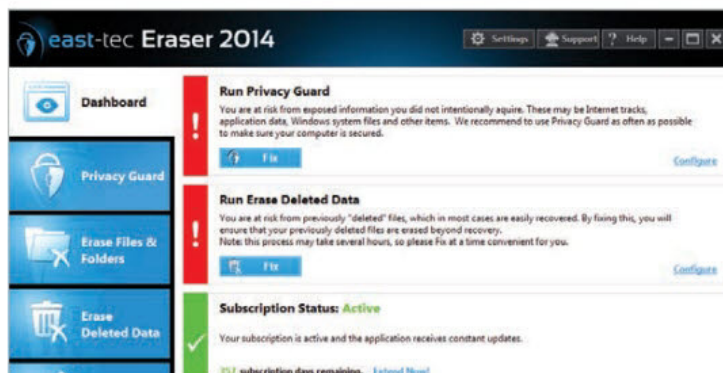 east-tec Eraser 2014
Settings Support ? Help
Dashboard
Privacy Guard
Erase Files &
Folders
Erase
Deleted Data
! Run Privacy Guard
You are at risk from exposed information you did not intentionally aquire. These may be Internet tracks,
application data, Windows system files and other items. We recommend to use Privacy Guard as often as possible
to make sure your computer is secured.
Fix
Configure
! Run Erase Deleted Data
You are at risk from previously "deleted" files, which in most cases are easily recovered. By fixing this, you will
ensure that your previously deleted files are erased beyond recovery.
Note: this process may take several hours, so please Fix at a time convenient for you.
Fix
Configure
Subscription Status: Active
Your subscription is active and the application receives constant updates.
subscription days remaining. Extend Now!